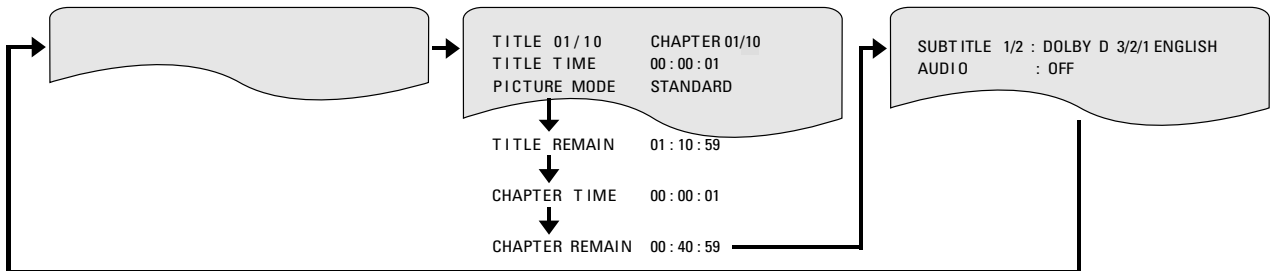 TITLE 01/10 CHAPTER 01/10
TITLE TIME 00:00:01
PICTURE MODE STANDARD
TITLE REMAIN 01:10:59
CHAPTER TIME 00:00:01
CHAPTER REMAIN 00:40:59
SUBTITLE 1/2 : DOLBY D 3/2/1 ENGLISH
AUDIO : OFF